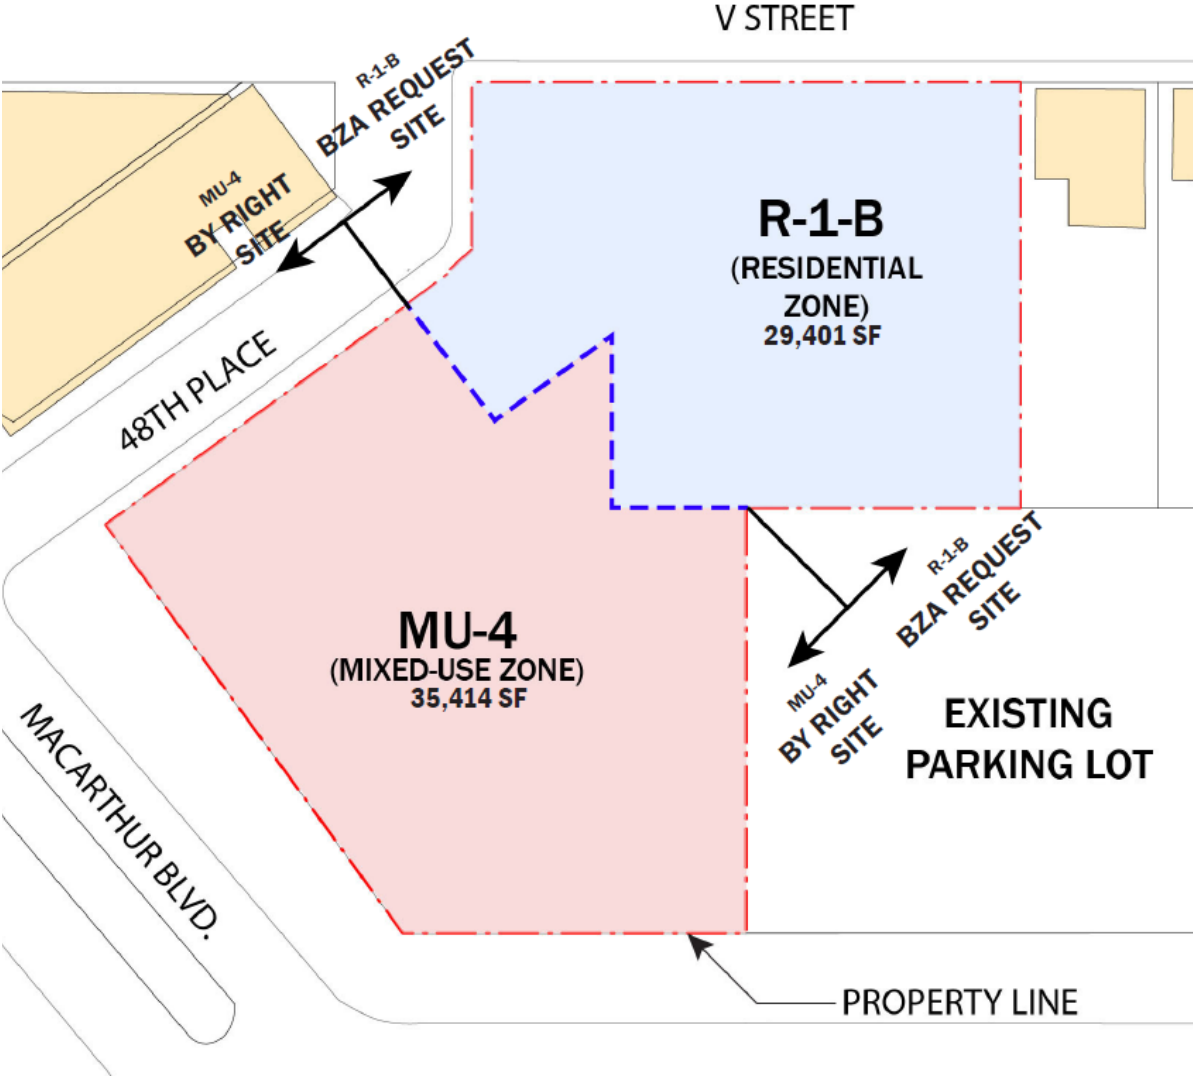 V STREET
R-1-B
BZA REQUEST
SITE
MU-4
BY RIGHT
SITE
R-1-B
(RESIDENTIAL
ZONE)
29,401 SF
48TH PLACE
R-1-B
BZA REQUEST
SITE
MU-4
(MIXED-USE ZONE)
35,414 SF
MU-4
BY RIGHT
SITE
EXISTING
PARKING LOT
MACARTHUR BLVD.
PROPERTY LINE